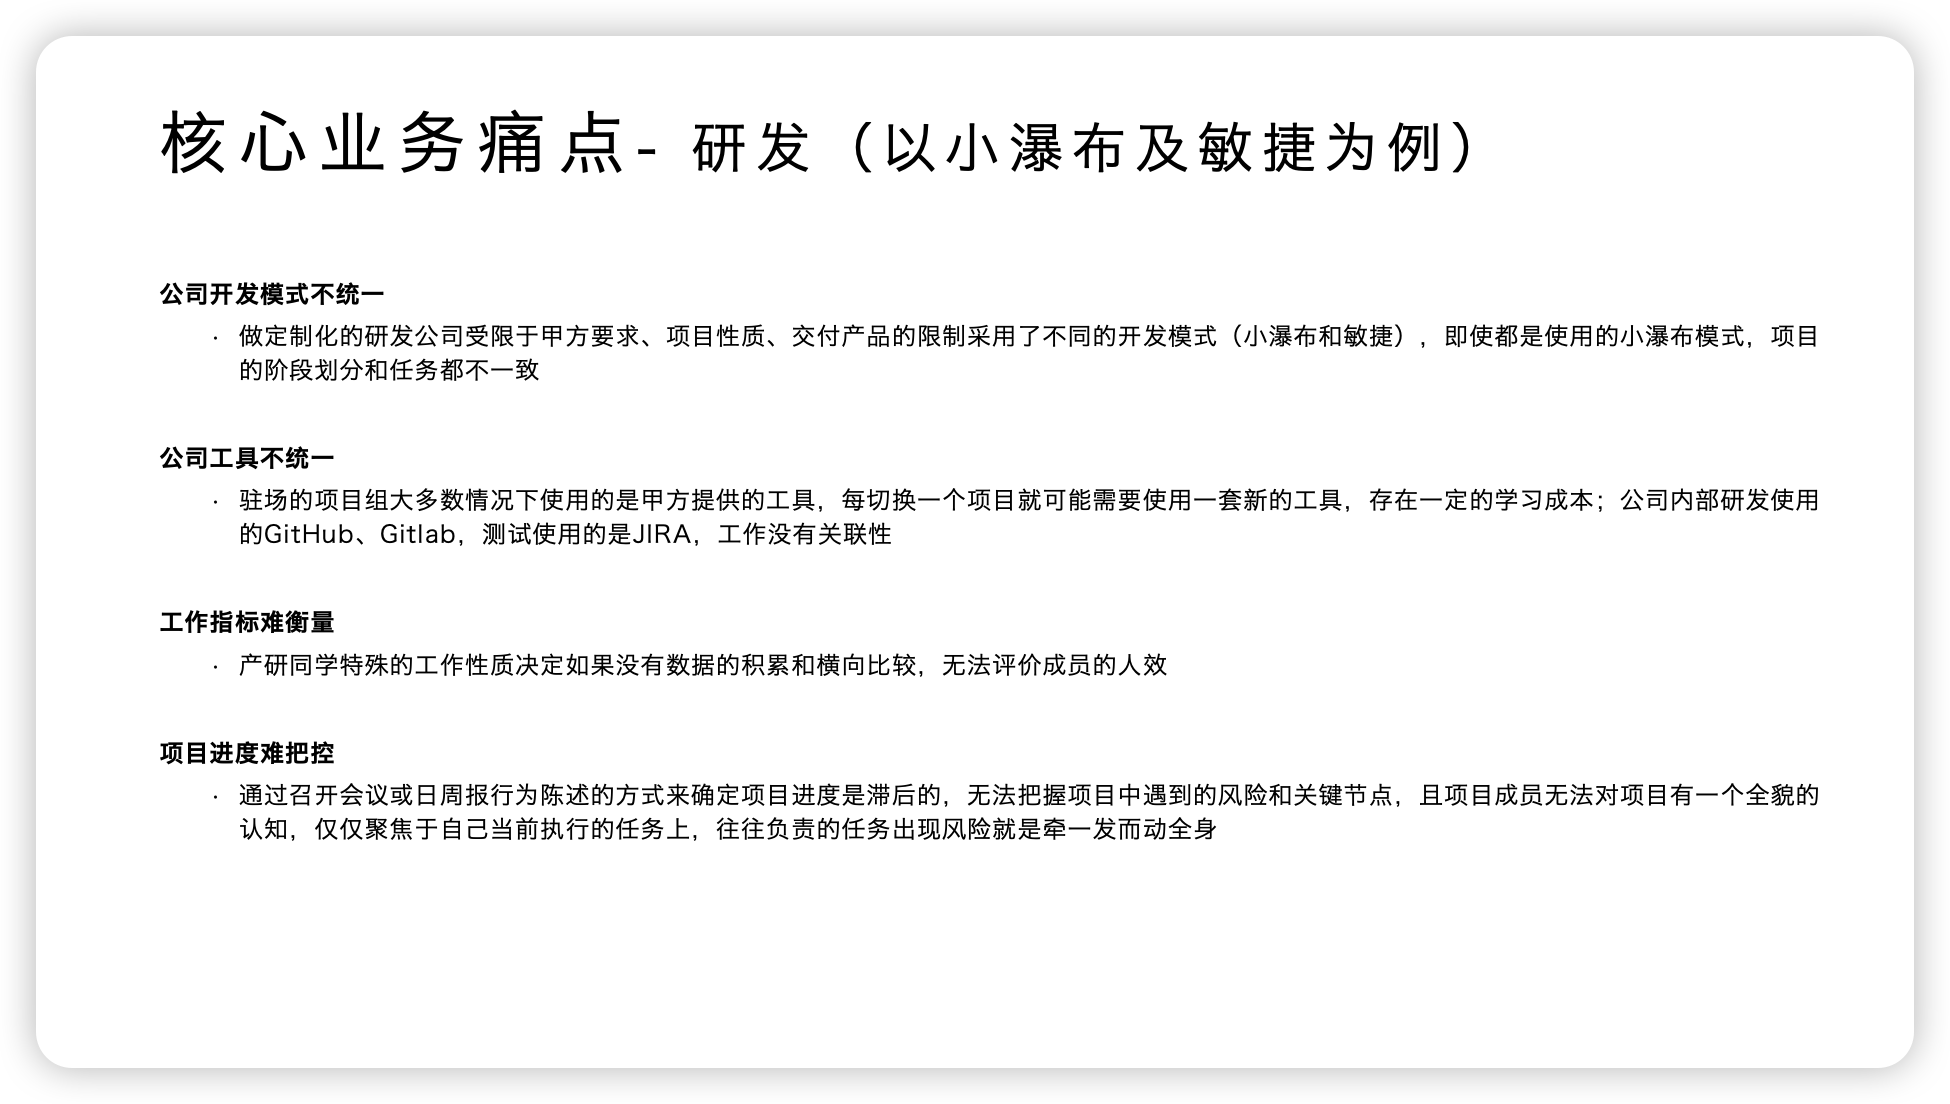 核心业务痛点- 研发（以小瀑布及敏捷为例）
公司开发模式不统一
· 做定制化的研发公司受限于甲方要求、项目性质、交付产品的限制采用了不同的开发模式（小瀑布和敏捷），即使都是使用的小瀑布模式，项目
的阶段划分和任务都不一致
公司工具不统一
· 驻场的项目组大多数情况下使用的是甲方提供的工具，每切换一个项目就可能需要使用一套新的工具，存在一定的学习成本；公司内部研发使用
的GitHub、Gitlab，测试使用的是JIRA，工作没有关联性
工作指标难衡量
· 产研同学特殊的工作性质决定如果没有数据的积累和横向比较，无法评价成员的人效
项目进度难把控
· 通过召开会议或日周报行为陈述的方式来确定项目进度是滞后的，无法把握项目中遇到的风险和关键节点，且项目成员无法对项目有一个全貌的
认知，仅仅聚焦于自己当前执行的任务上，往往负责的任务出现风险就是牵一发而动全身